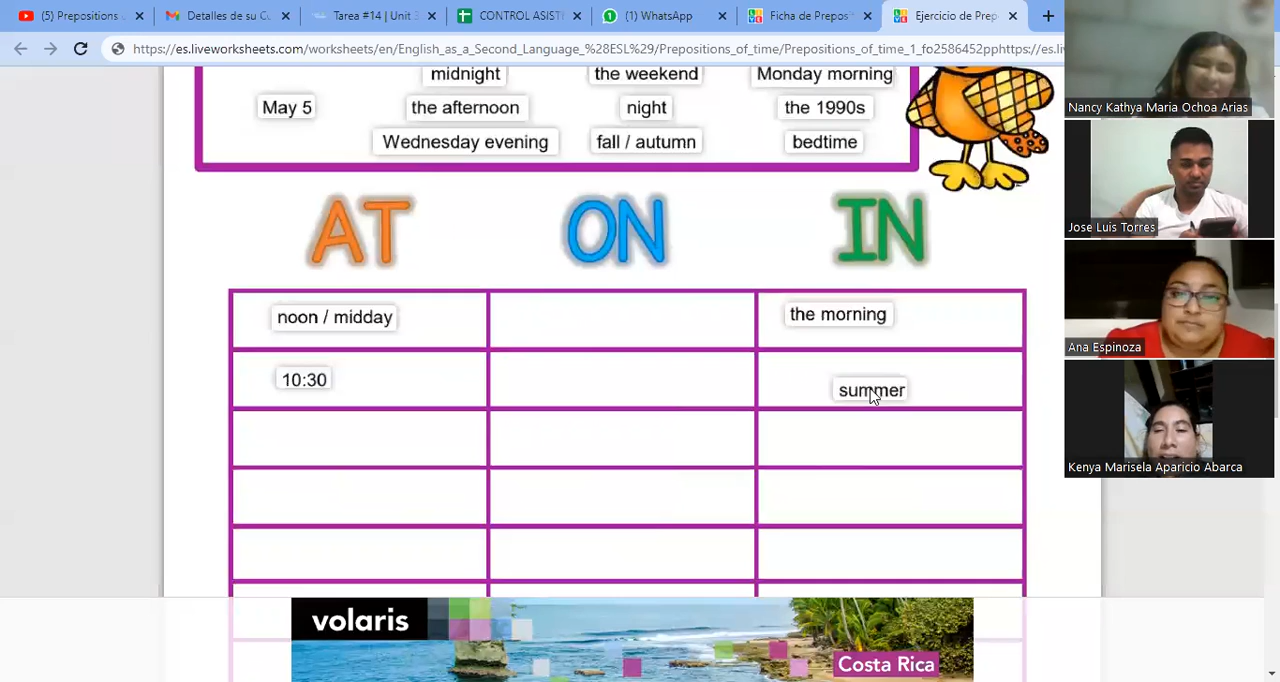 (5) Prepositions
Detalles de su Cu
Tarea #14 | Unit 3
CONTROL ASIST
(1) WhatsApp
Ficha de Prepos
Ejercicio de Prep
https://es.liveworksheets.com/worksheets/en/English_as_a_Second_Language_%28ESL%29/Prepositions_of_time/Prepositions_of_time_1_fo2586452pphttps://es.li
midnight
the weekend
Monday morning
May 5
the afternoon
night
the 1990s
Wednesday evening
fall / autumn
bedtime
AT
ON
IN
noon / midday
the morning
10:30
summer
volaris
Costa Rica
Nancy Kathya Maria Ochoa Arias
Jose Luis Torres
Ana Espinoza
Kenya Marisela Aparicio Abarca